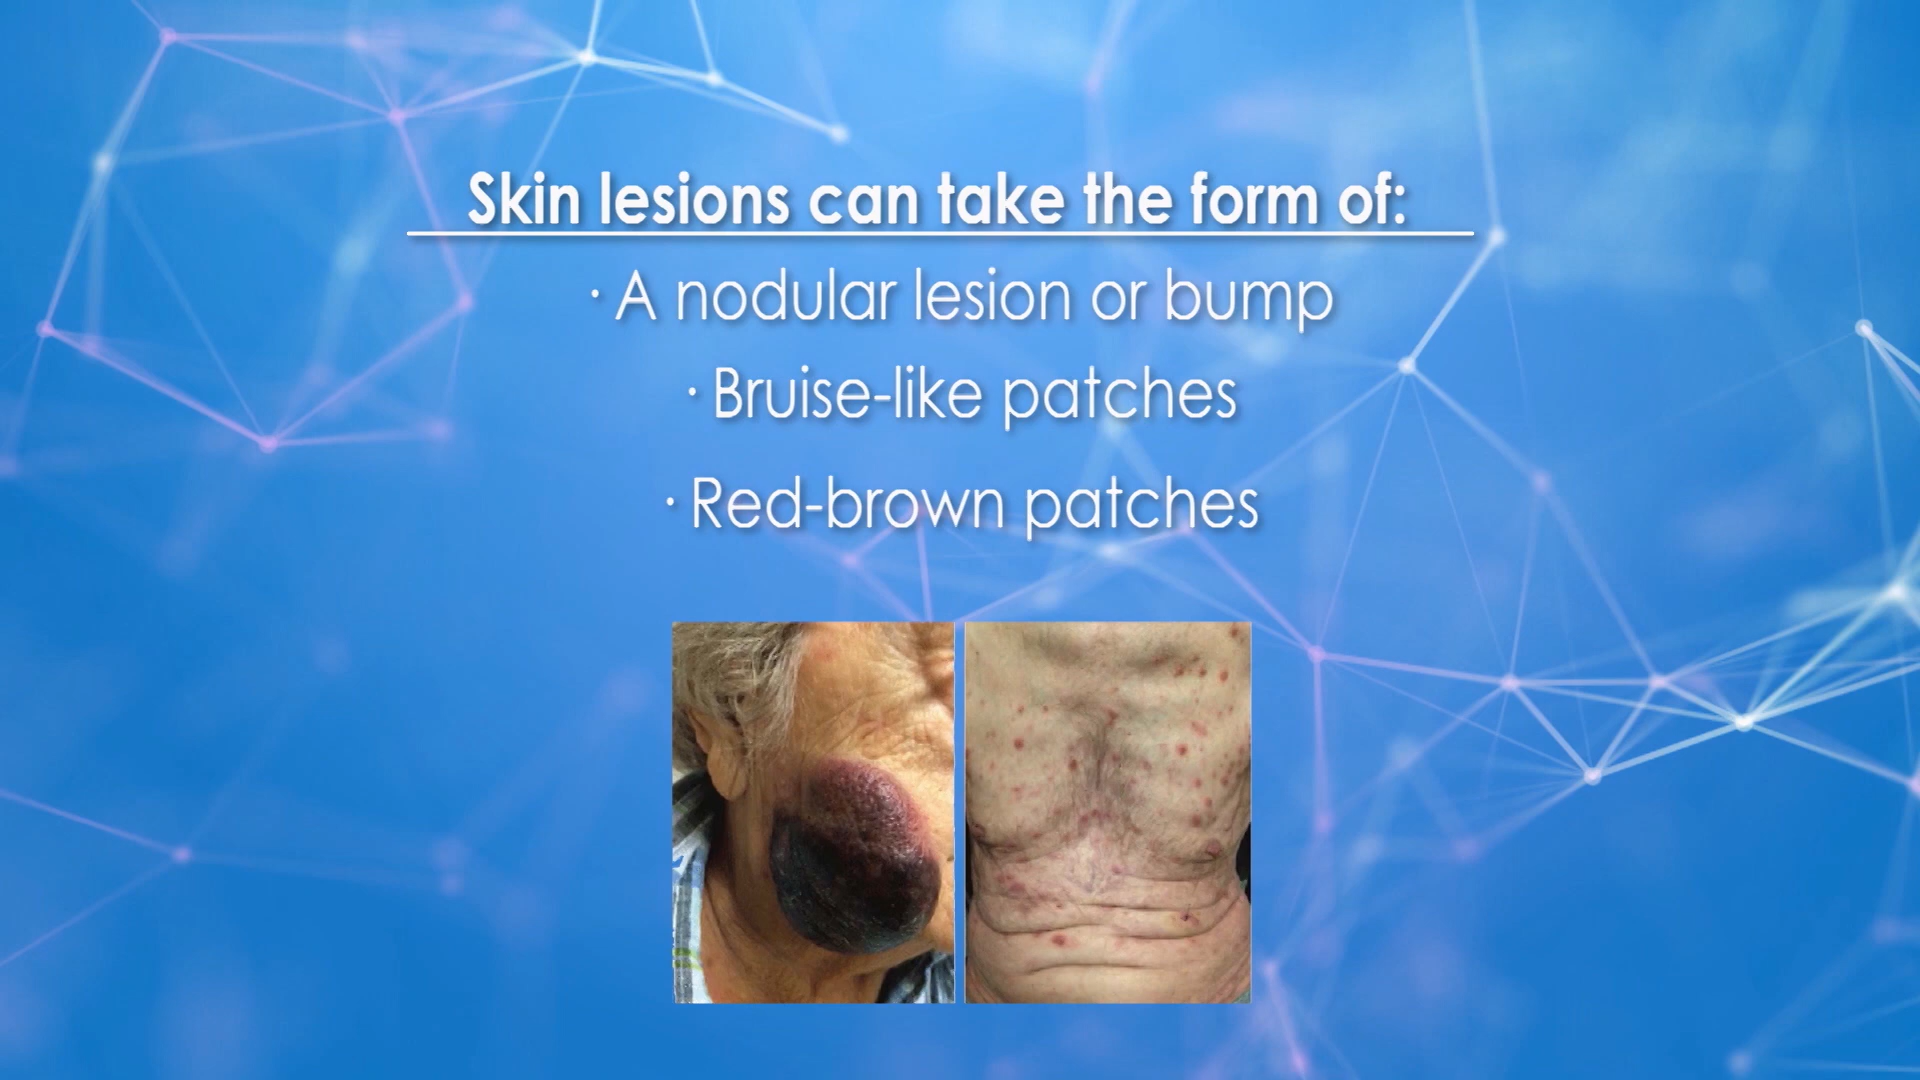 Skin lesions can take the form of:
· A nodular lesion or bump
· Bruise-like patches
· Red-brown patches